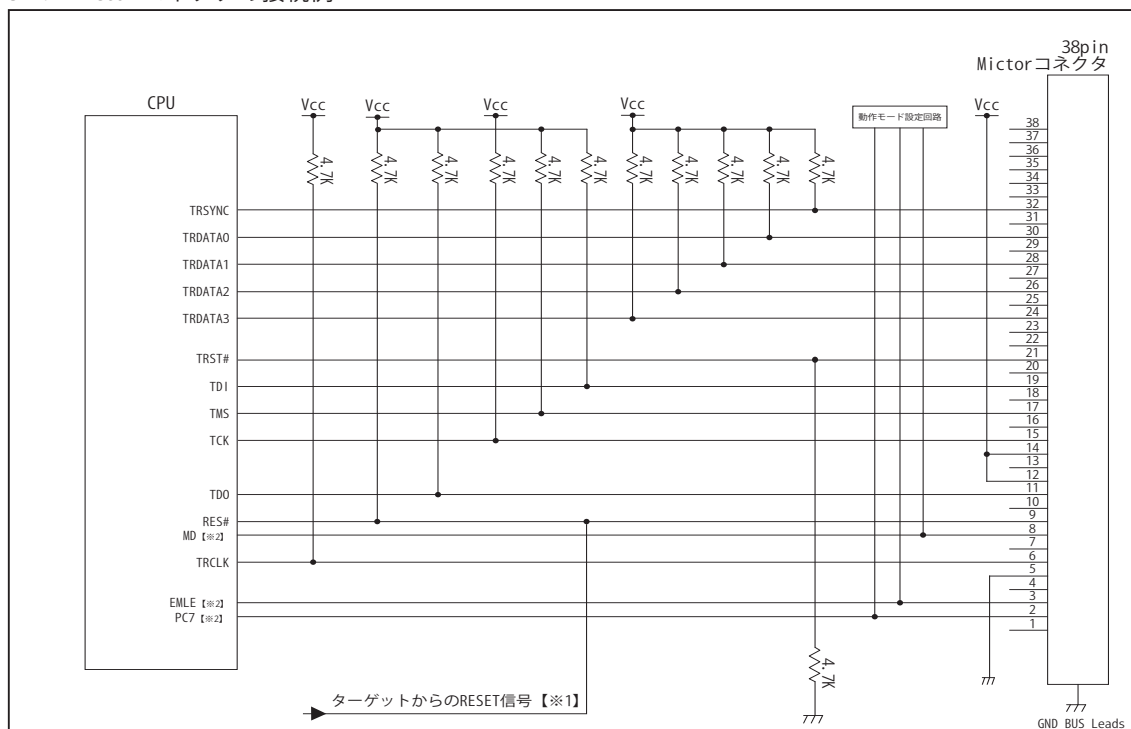 38pin
Mictorコネクタ
CPU
Vcc
Vcc
Vcc
Vcc
動作モード設定回路
Vcc
4.7K
4.7K
4.7K
4.7K
4.7K
4.7K
4.7K
4.7K
4.7K
4.7K
4.7K
TRSYNC
TRDATA0
TRDATA1
TRDATA2
TRDATA3
TRST#
TDI
TMS
TCK
TDO
RES#
MD【※2】
TRCLK
EMLE【※2】
PC7【※2】
38
37
36
35
34
33
32
31
30
29
28
27
26
25
24
23
22
21
20
19
18
17
16
15
14
13
12
11
10
9
8
7
6
5
4
3
2
1
4.7K
ターゲットからのRESET信号【※1】
GND BUS Leads